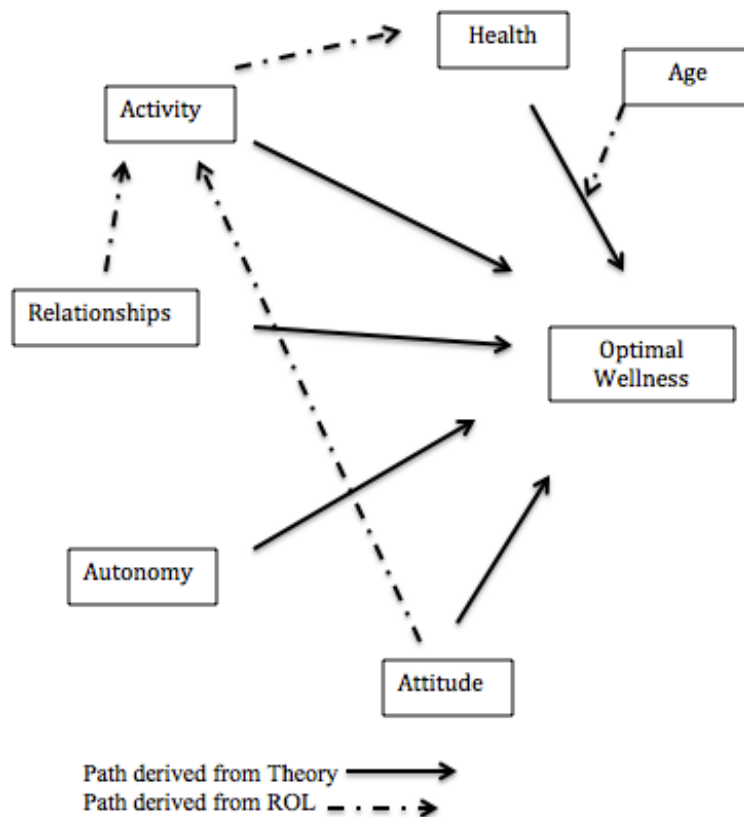 Health
Age
Activity
Relationships
Optimal
Wellness
Autonomy
Attitude
Path derived from Theory
Path derived from ROL